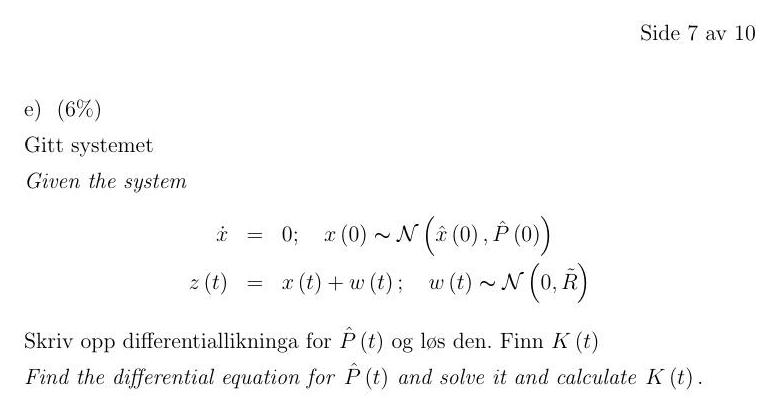 Side 7 av 10
e) (6%)
Gitt systemet
Given the system
ẋ = 0; x (0) ∼ 𝒩 (x̂ (0) , P̂ (0))
z (t) = x (t) + w (t) ; w (t) ∼ 𝒩 (0, R̃)
Skriv opp differentiallikninga for P̂ (t) og løs den. Finn K (t)
Find the differential equation for P̂ (t) and solve it and calculate K (t) .